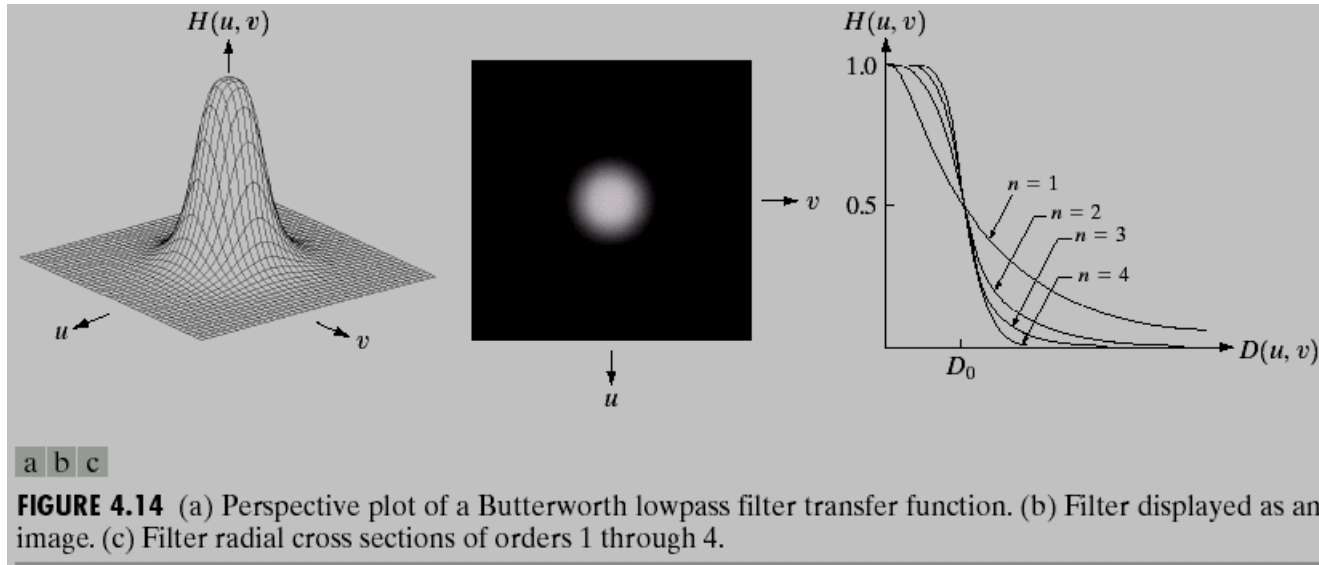 H(u, v)
u
v
v
u
H(u, v)
1.0
0.5
n = 1
n = 2
n = 3
n = 4
D₀
D(u, v)
a b c
FIGURE 4.14 (a) Perspective plot of a Butterworth lowpass filter transfer function. (b) Filter displayed as an
image. (c) Filter radial cross sections of orders 1 through 4.